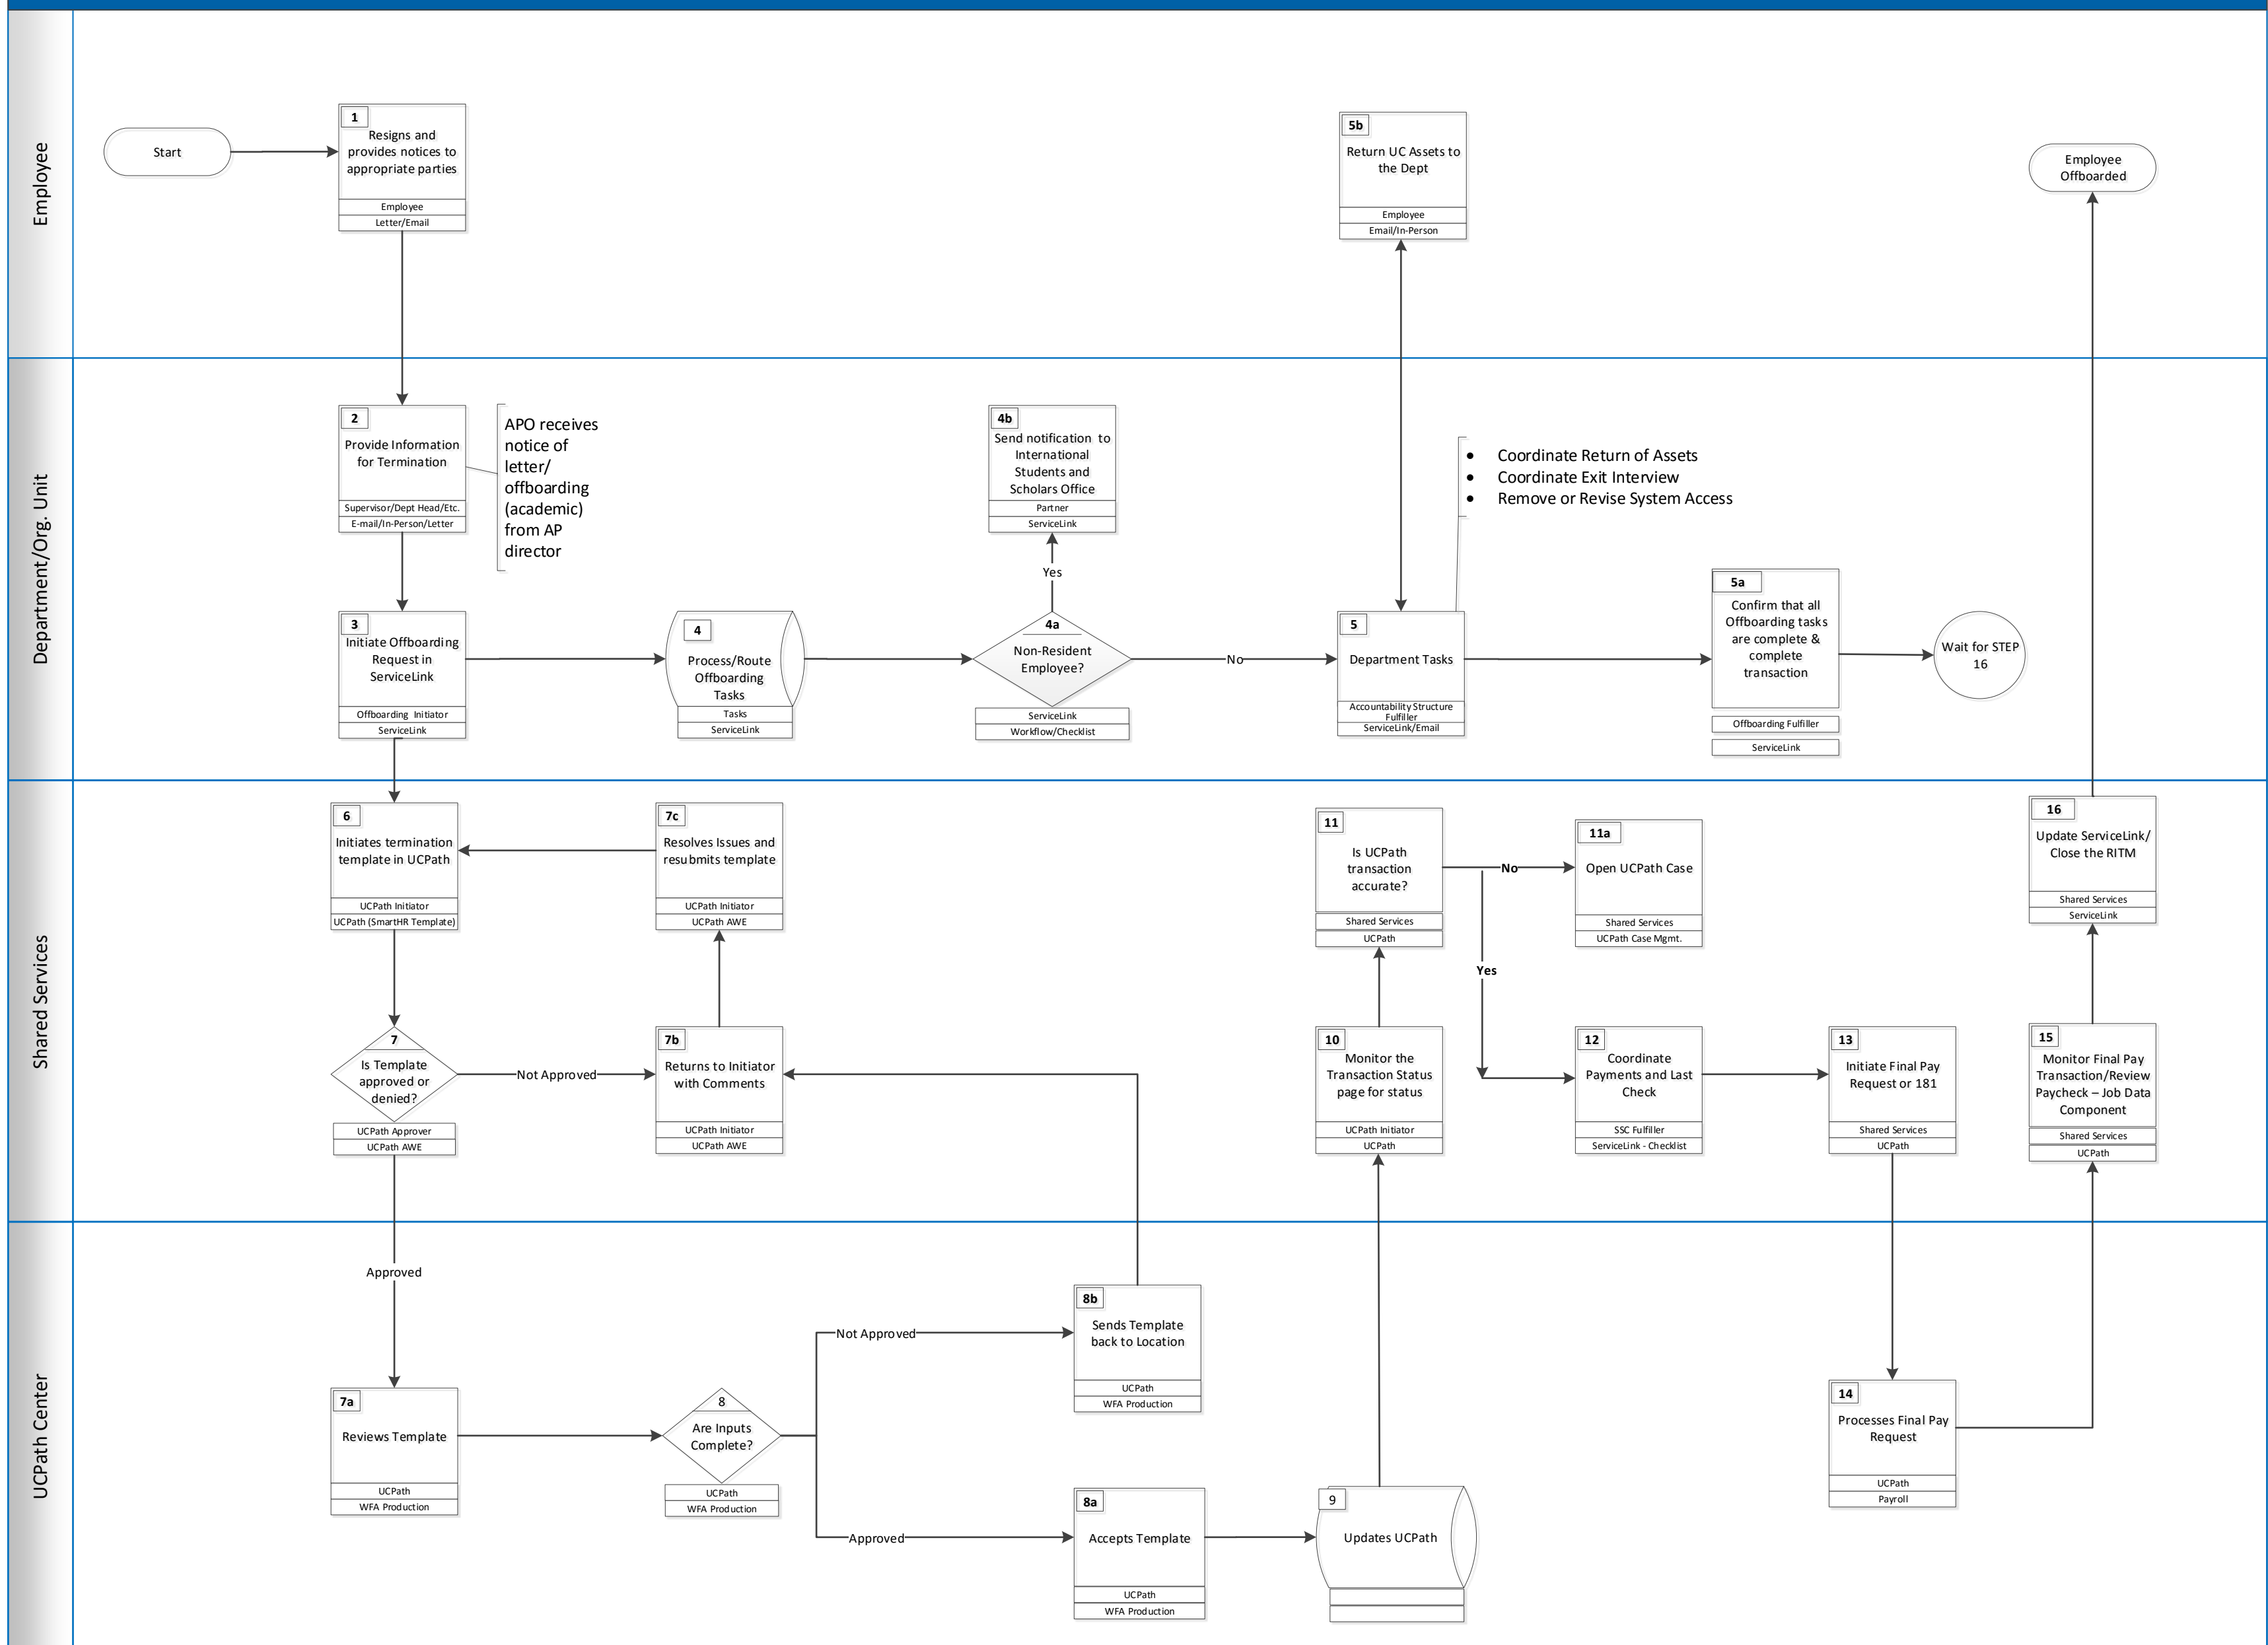 Employee
Start
1
Resigns and
provides notices to
appropriate parties
Employee
Letter/Email
5b
Return UC Assets to
the Dept
Employee
Email/In-Person
Employee
Offboarded
Department/Org. Unit
2
Provide Information
for Termination
Supervisor/Dept Head/Etc.
E-mail/In-Person/Letter
APO receives
notice of
letter/
offboarding
(academic)
from AP
director
4b
Send notification to
International
Students and
Scholars Office
Partner
ServiceLink
• Coordinate Return of Assets
• Coordinate Exit Interview
• Remove or Revise System Access
3
Initiate Offboarding
Request in
ServiceLink
Offboarding Initiator
ServiceLink
4
Process/Route
Offboarding
Tasks
Tasks
ServiceLink
Yes
4a
Non-Resident
Employee?
ServiceLink
Workflow/Checklist
No
5
Department Tasks
Accountability Structure
Fulfiller
ServiceLink/Email
5a
Confirm that all
Offboarding tasks
are complete &
complete
transaction
Offboarding Fulfiller
ServiceLink
Wait for STEP
16
Shared Services
6
Initiates termination
template in UCPath
UCPath Initiator
UCPath (SmartHR Template)
7c
Resolves Issues and
resubmits template
UCPath Initiator
UCPath AWE
11
Is UCPath
transaction
accurate?
Shared Services
UCPath
No
11a
Open UCPath Case
Shared Services
UCPath Case Mgmt.
16
Update ServiceLink/
Close the RITM
Shared Services
ServiceLink
Yes
7
Is Template
approved or
denied?
UCPath Approver
UCPath AWE
Not Approved
7b
Returns to Initiator
with Comments
UCPath Initiator
UCPath AWE
10
Monitor the
Transaction Status
page for status
UCPath Initiator
UCPath
12
Coordinate
Payments and Last
Check
SSC Fulfiller
ServiceLink - Checklist
13
Initiate Final Pay
Request or 181
Shared Services
UCPath
15
Monitor Final Pay
Transaction/Review
Paycheck – Job Data
Component
Shared Services
UCPath
UCPath Center
Approved
7a
Reviews Template
UCPath
WFA Production
8
Are Inputs
Complete?
UCPath
WFA Production
Not Approved
8b
Sends Template
back to Location
UCPath
WFA Production
Approved
8a
Accepts Template
UCPath
WFA Production
9
Updates UCPath
14
Processes Final Pay
Request
UCPath
Payroll